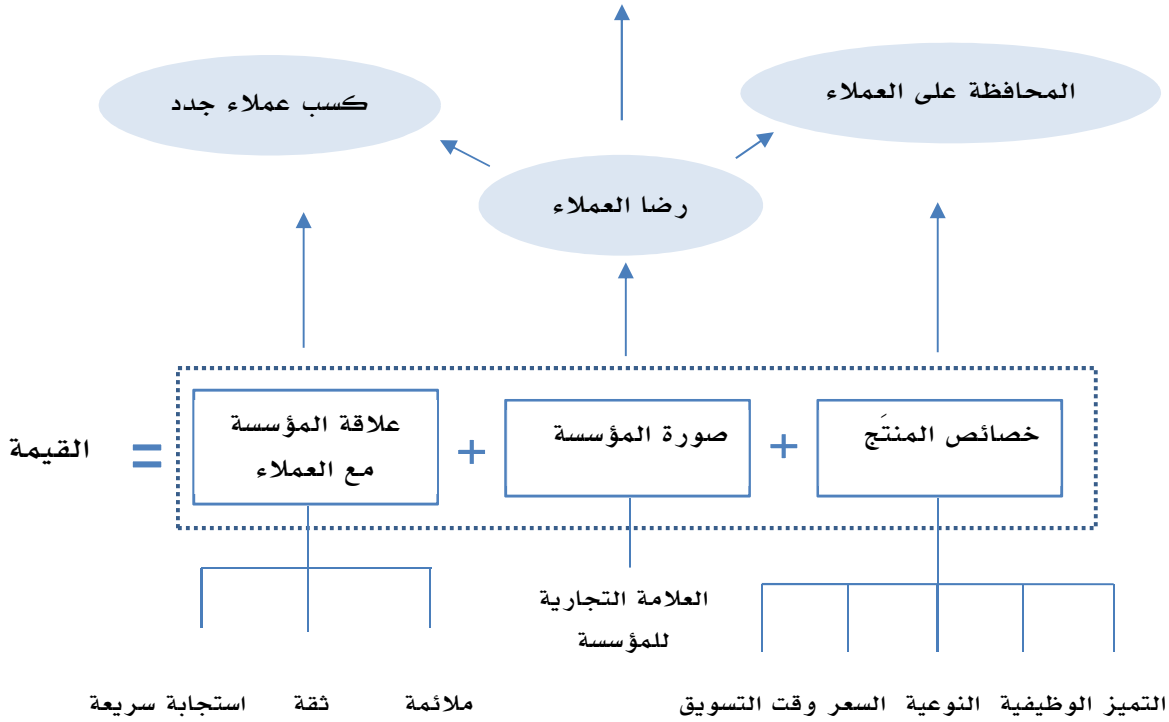 المحافظة على العملاء
كسب عملاء جدد
رضا العملاء
خصائص المنتَج
+
صورة المؤسسة
+
علاقة المؤسسة
مع العملاء
=
القيمة
العلامة التجارية
للمؤسسة
التميز الوظيفية النوعية السعر وقت التسويق
ملائمة
ثقة
استجابة سريعة